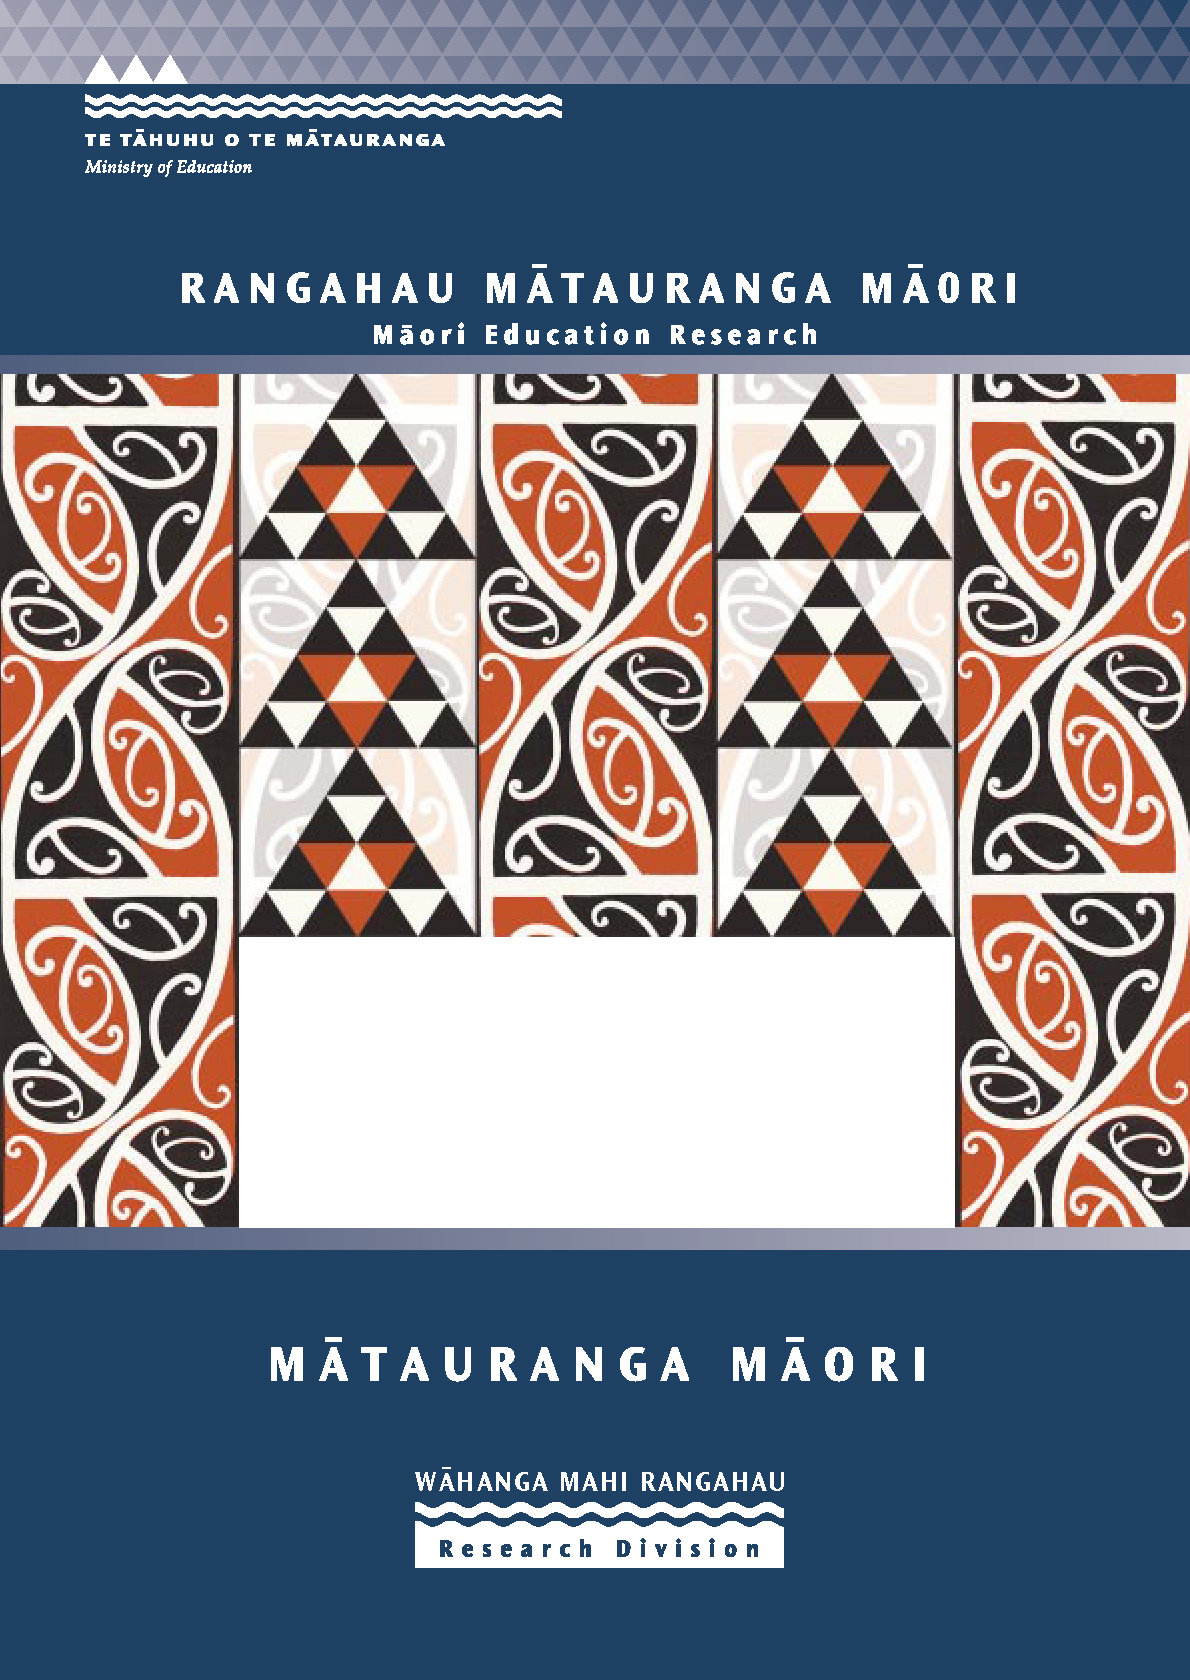 TE TĀHUHU O TE MĀTAURANGA
Ministry of Education
RANGAHAU MĀTAURANGA MĀORI
Māori Education Research
MĀTAURANGA MĀORI
WĀHANGA MAHI RANGAHAU
Research Division